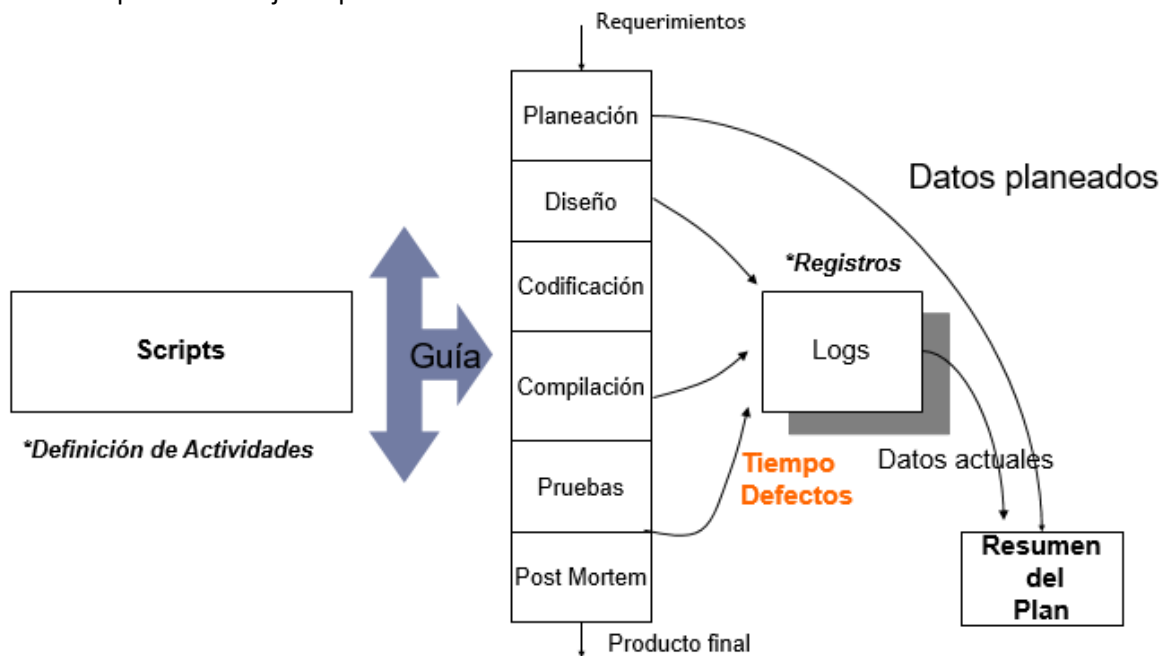 Requerimientos
Planeación
Datos planeados
Diseño
*Registros
Codificación
Scripts
Guía
Logs
Compilación
*Definición de Actividades
Tiempo
Defectos
Datos actuales
Pruebas
Resumen
del
Plan
Post Mortem
Producto final